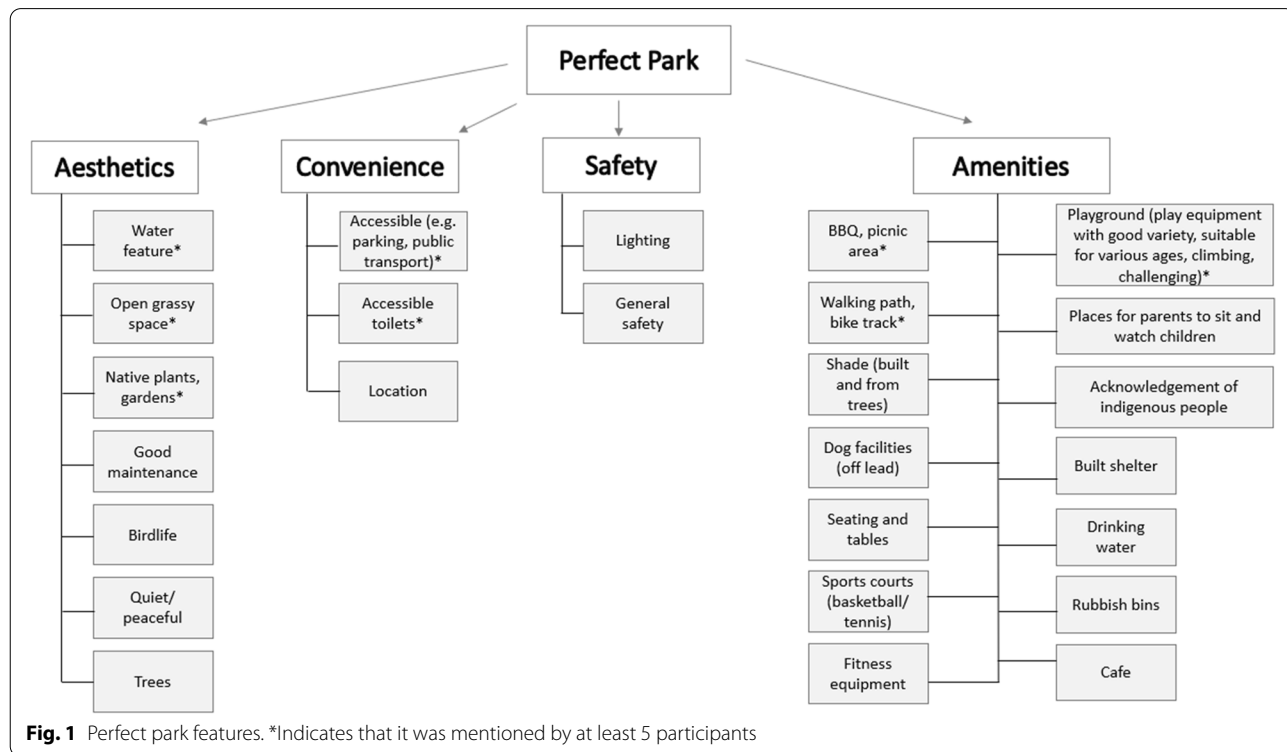 Perfect Park
Aesthetics
Water
feature*
Open grassy
space*
Native plants,
gardens*
Good
maintenance
Birdlife
Quiet/
peaceful
Trees
Convenience
Accessible (e.g.
parking, public
transport)*
Accessible
toilets*
Location
Safety
Lighting
General
safety
Amenities
BBQ, picnic
area*
Walking path,
bike track*
Shade (built
and from
trees)
Dog facilities
(off lead)
Seating and
tables
Sports courts
(basketball/
tennis)
Fitness
equipment
Playground (play equipment
with good variety, suitable
for various ages, climbing,
challenging)*
Places for parents to sit and
watch children
Acknowledgement of
indigenous people
Built shelter
Drinking
water
Rubbish bins
Cafe
Fig. 1 Perfect park features. *Indicates that it was mentioned by at least 5 participants